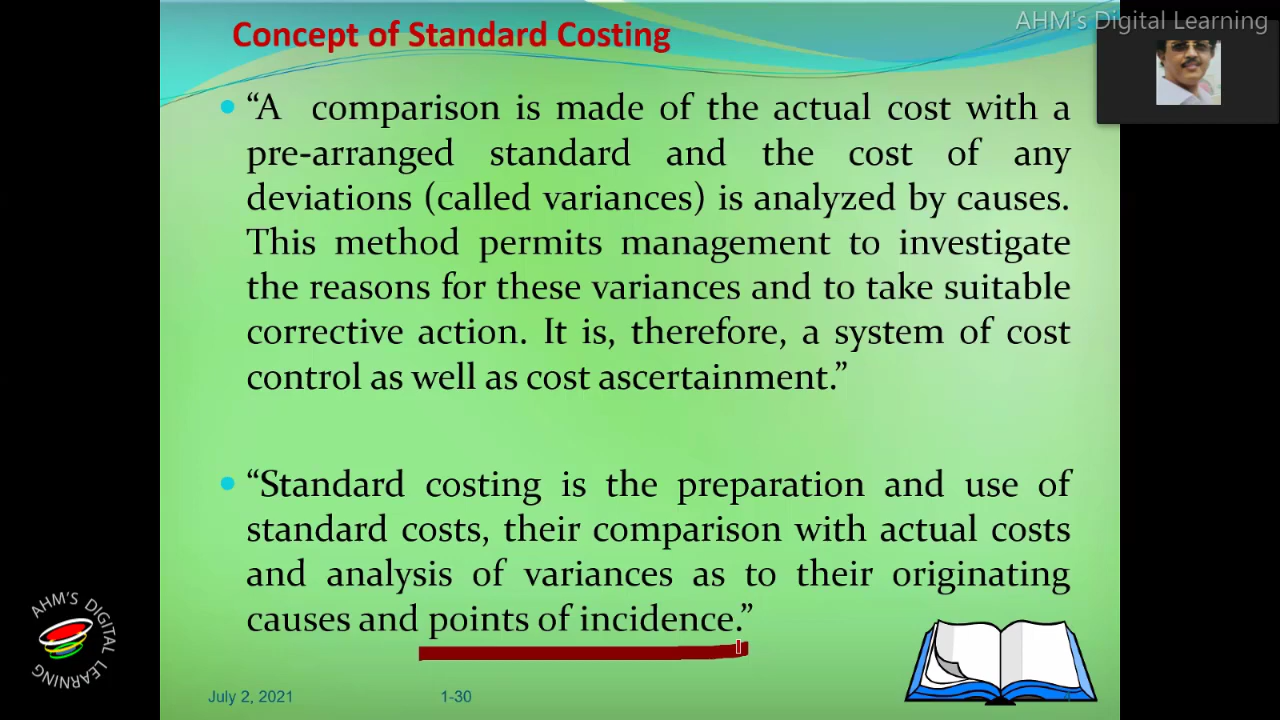 Concept of Standard Costing
AHM's Digital Learning
“A comparison is made of the actual cost with a
pre-arranged standard and the cost of any
deviations (called variances) is analyzed by causes.
This method permits management to investigate
the reasons for these variances and to take suitable
corrective action. It is, therefore, a system of cost
control as well as cost ascertainment.”
“Standard costing is the preparation and use of
standard costs, their comparison with actual costs
and analysis of variances as to their originating
causes and points of incidence.”
AHM'S DIGITAL LEARNING
July 2, 2021
1-30